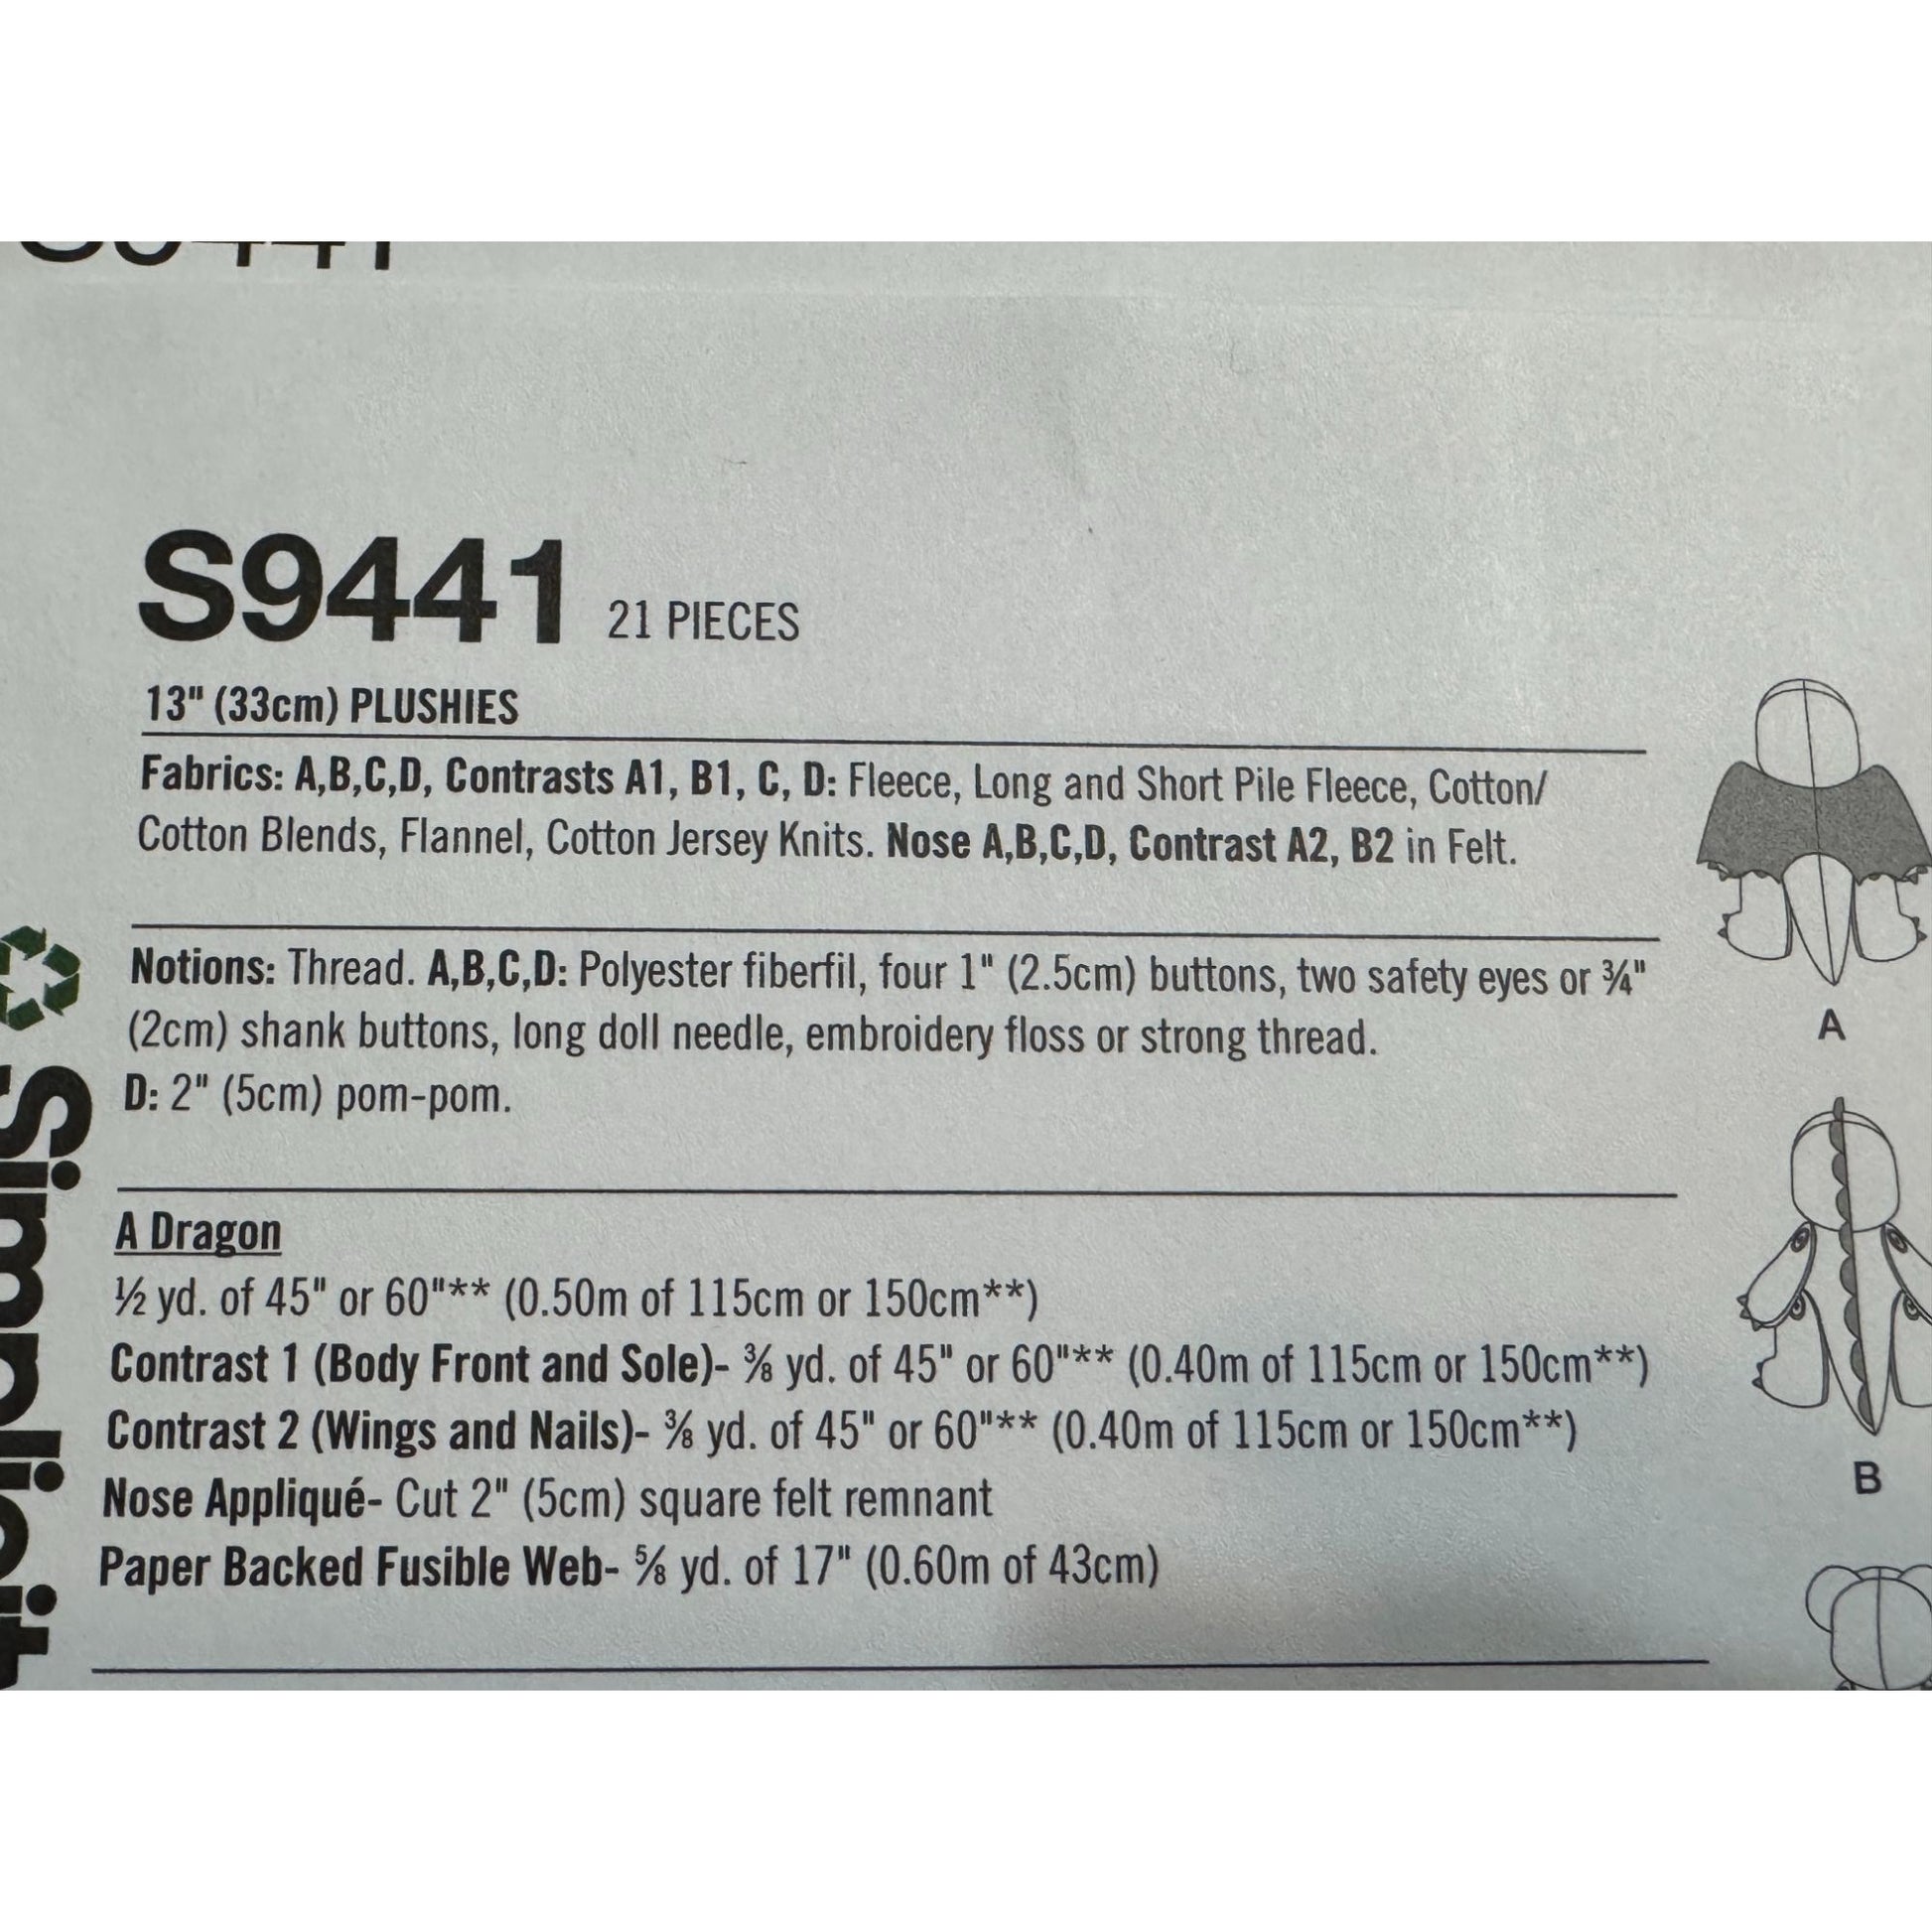 S9441
S9441 21 PIECES
13" (33cm) PLUSHIES
Fabrics: A,B,C,D, Contrasts A1, B1, C, D: Fleece, Long and Short Pile Fleece, Cotton/
Cotton Blends, Flannel, Cotton Jersey Knits. Nose A,B,C,D, Contrast A2, B2 in Felt.
Notions: Thread. A,B,C,D: Polyester fiberfil, four 1" (2.5cm) buttons, two safety eyes or ¾"
(2cm) shank buttons, long doll needle, embroidery floss or strong thread.
D: 2" (5cm) pom-pom.
A Dragon
½ yd. of 45" or 60"** (0.50m of 115cm or 150cm**)
Contrast 1 (Body Front and Sole)- ⅜ yd. of 45" or 60"** (0.40m of 115cm or 150cm**)
Contrast 2 (Wings and Nails)- ⅜ yd. of 45" or 60"** (0.40m of 115cm or 150cm**)
Nose Appliqué- Cut 2" (5cm) square felt remnant
Paper Backed Fusible Web- ⅝ yd. of 17" (0.60m of 43cm)
A
B
Simplicit